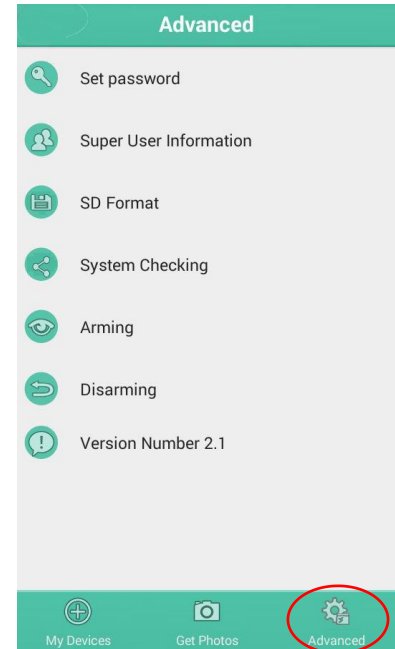 Advanced
Set password
Super User Information
SD Format
System Checking
Arming
Disarming
Version Number 2.1
My Devices
Get Photos
Advanced